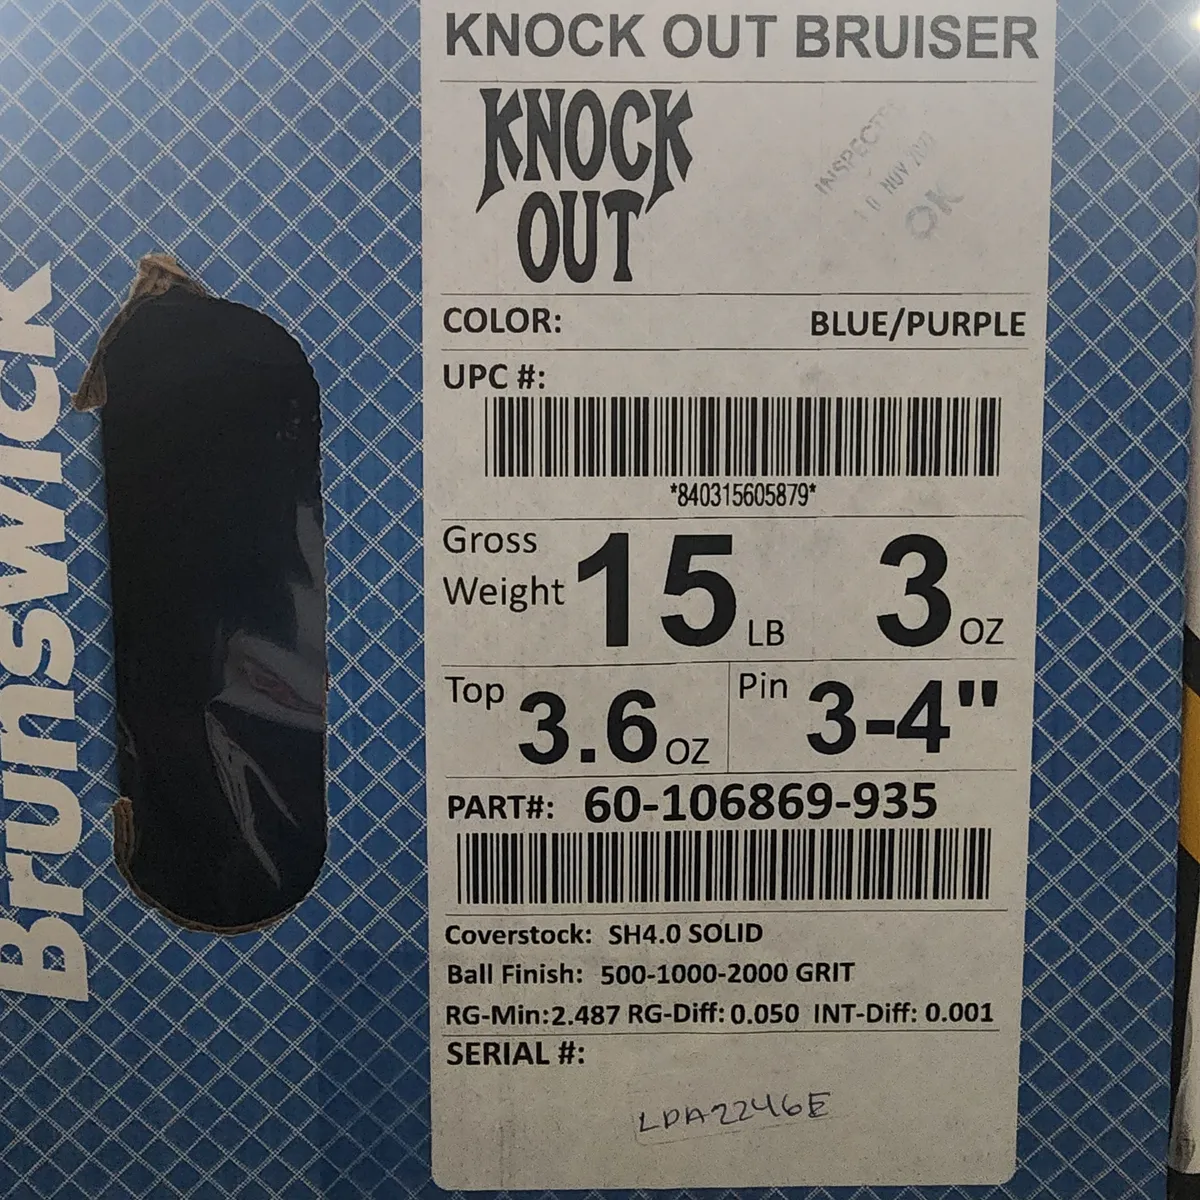 KNOCK OUT BRUISER
KNOCK
OUT
INSPECTED
NOV
OK
COLOR: BLUE/PURPLE
UPC #:
*840315605879*
Gross
Weight 15 LB 3 OZ
Top 3.6 OZ Pin 3-4"
PART#: 60-106869-935
Coverstock: SH4.0 SOLID
Ball Finish: 500-1000-2000 GRIT
RG-Min:2.487 RG-Diff: 0.050 INT-Diff: 0.001
SERIAL #:
LDA2246E
Brunswick